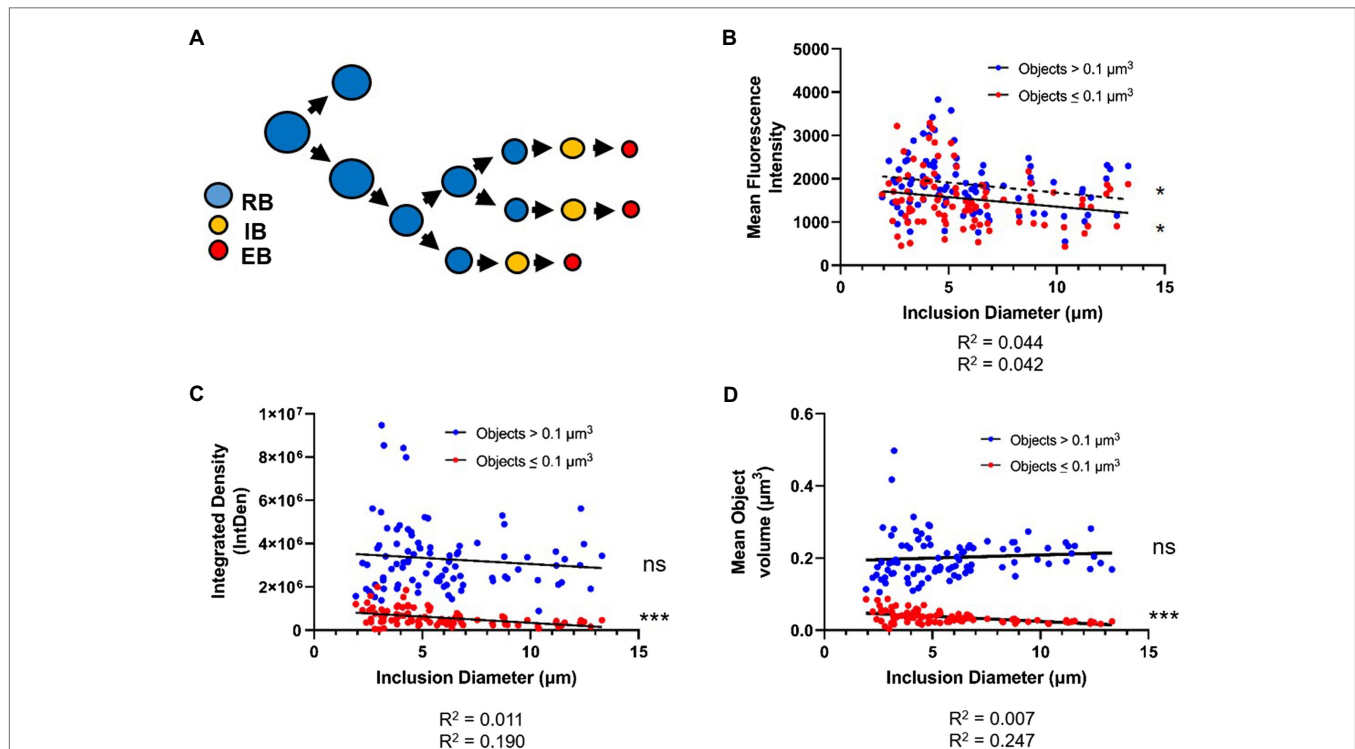 A
RB
IB
EB
B
Mean Fluorescence
Intensity
5000
4000
3000
2000
1000
0
Objects > 0.1 µm³
Objects ≤ 0.1 µm³
*
*
0
5
10
15
Inclusion Diameter (µm)
R² = 0.044
R² = 0.042
C
Integrated Density
(IntDen)
1×10⁷
8×10⁶
6×10⁶
4×10⁶
2×10⁶
0
Objects > 0.1 µm³
Objects ≤ 0.1 µm³
ns
***
0
5
10
15
Inclusion Diameter (µm)
R² = 0.011
R² = 0.190
D
Mean Object
volume (µm³)
0.6
0.4
0.2
0.0
Objects > 0.1 µm³
Objects ≤ 0.1 µm³
ns
***
0
5
10
15
Inclusion Diameter (µm)
R² = 0.007
R² = 0.247